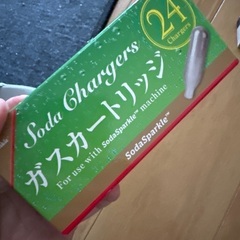 24
Chargers
Soda Chargers
ガスカートリッジ
For use with SodaSparkle™ machine
SodaSparkle™